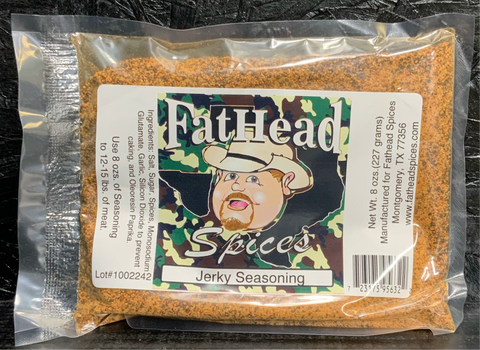 FatHead
Spices
Jerky Seasoning
Ingredients: Salt, Sugar, Spices, Monosodium
Glutamate, Garlic, Silicon Dioxide to prevent
caking, and Oleoresin Paprika.
Use 8 ozs. of Seasoning
to 12-15 lbs. of meat.
Lot#1002242
Net Wt. 8 ozs.(227 grams)
Manufactured for Fathead Spices
Montgomery, TX 77356
www.fatheadspices.com